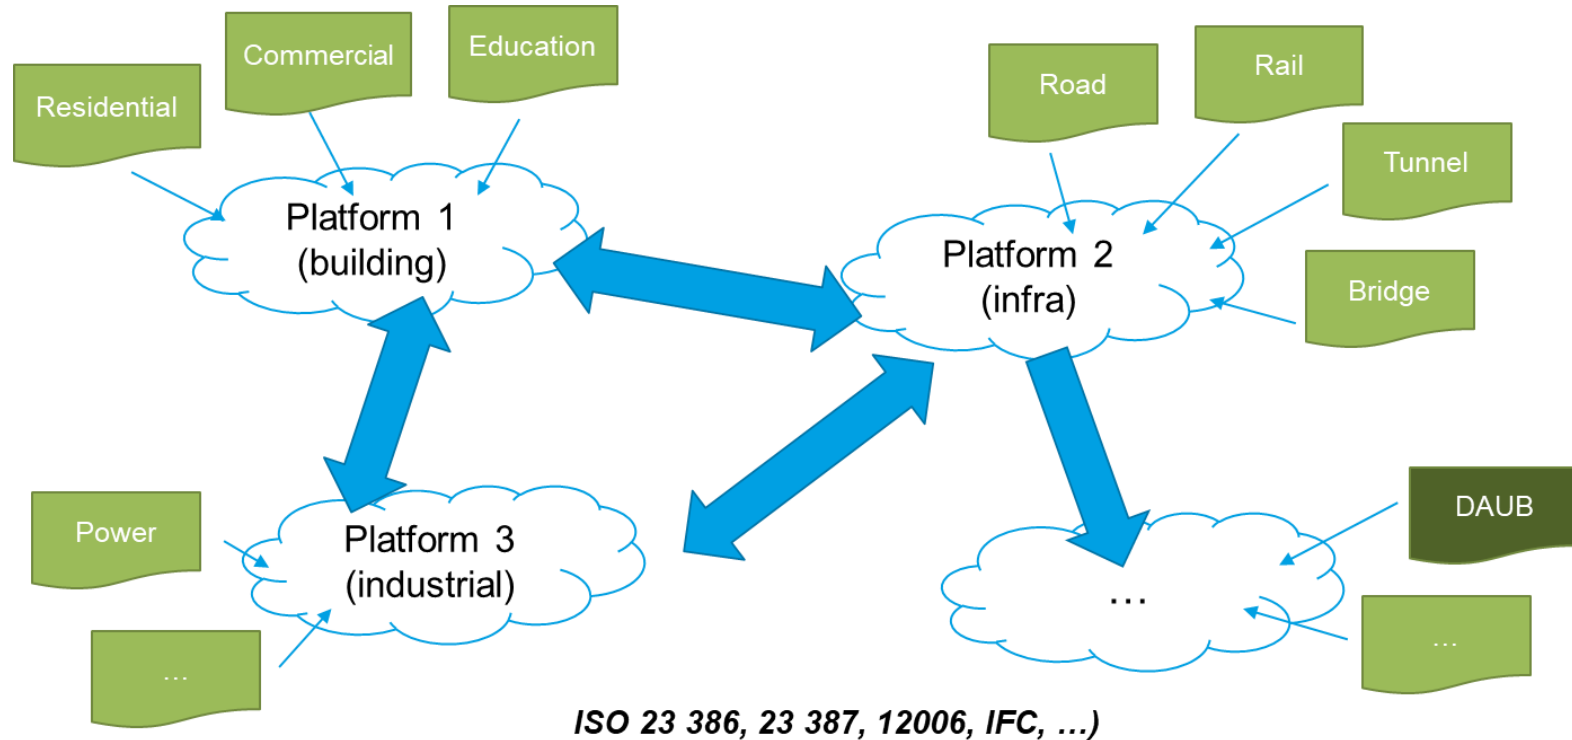 Residential
Commercial
Education
Road
Rail
Tunnel
Bridge
Platform 1
(building)
Platform 2
(infra)
Power
...
Platform 3
(industrial)
...
DAUB
...
ISO 23 386, 23 387, 12006, IFC, ...)